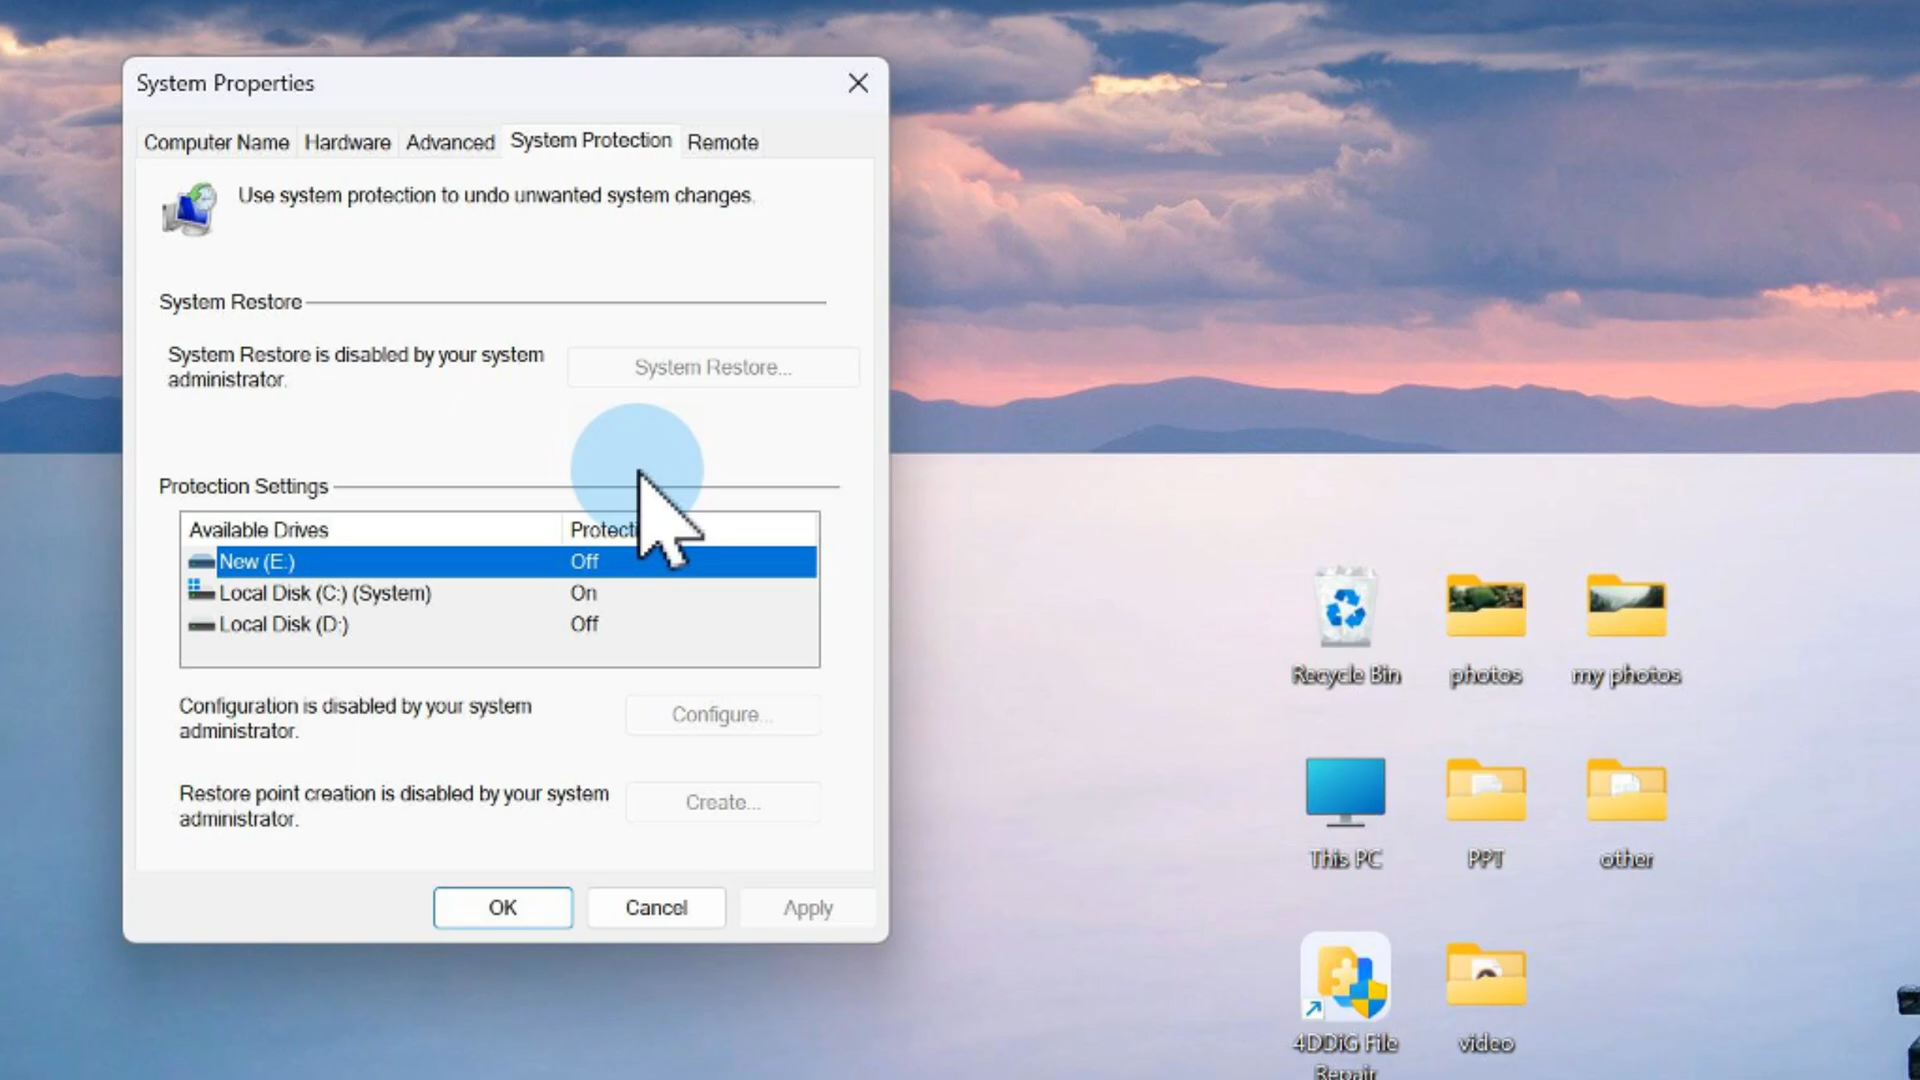 System Properties
Computer Name Hardware Advanced System Protection Remote
Use system protection to undo unwanted system changes.
System Restore
System Restore is disabled by your system
administrator.
System Restore...
Protection Settings
Available Drives Protecti
New (E:) Off
Local Disk (C:) (System) On
Local Disk (D:) Off
Configuration is disabled by your system
administrator.
Configure...
Restore point creation is disabled by your system
administrator.
Create...
OK Cancel Apply
Recycle Bin photos my photos
This PC PPT other
4DDiG File
Repair
video